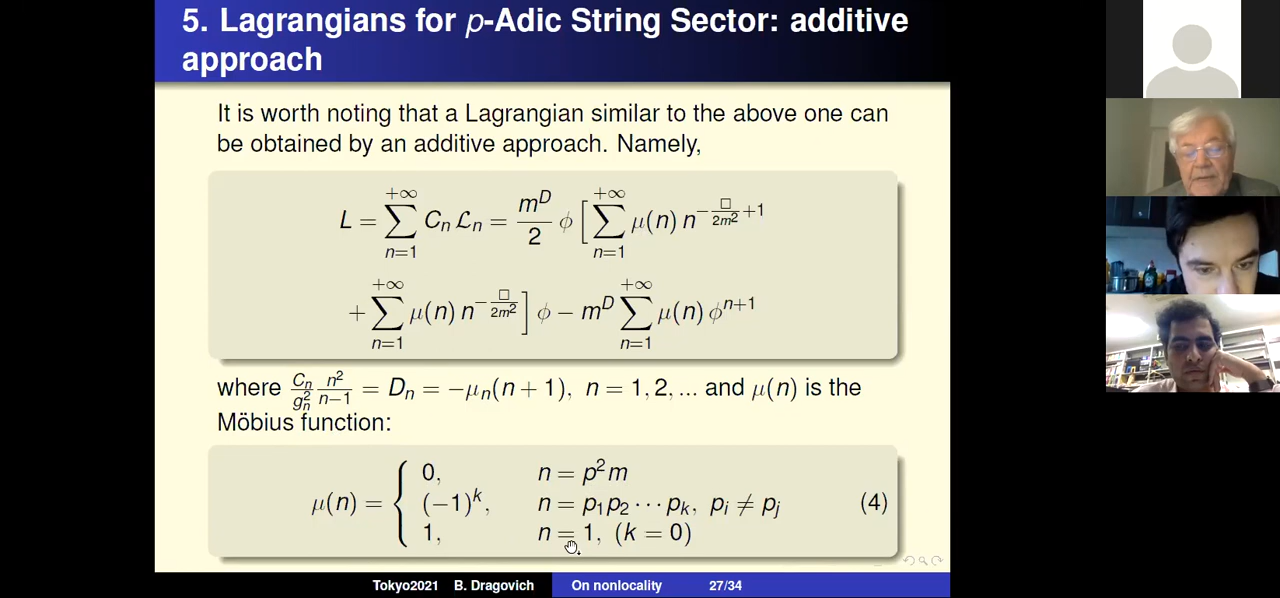 5. Lagrangians for p-Adic String Sector: additive
approach
It is worth noting that a Lagrangian similar to the above one can
be obtained by an additive approach. Namely,
L = \sum_{n=1}^{+\infty} C_n \mathcal{L}_n = \frac{m^D}{2} \phi [ \sum_{n=1}^{+\infty} \mu(n) n^{-\frac{\Box}{2m^2}+1}
+ \sum_{n=1}^{+\infty} \mu(n) n^{-\frac{\Box}{2m^2}} ] \phi - m^D \sum_{n=1}^{+\infty} \mu(n) \phi^{n+1}
where \frac{C_n}{g_n^2} \frac{n^2}{n-1} = D_n = -\mu_n(n + 1), n = 1, 2, ... and \mu(n) is the
Möbius function:
\mu(n) = \begin{cases} 0, & n = p^2 m \\ (-1)^k, & n = p_1 p_2 \cdots p_k, p_i \neq p_j \\ 1, & n = 1, (k = 0) \end{cases} (4)
Tokyo2021 B. Dragovich On nonlocality 27/34